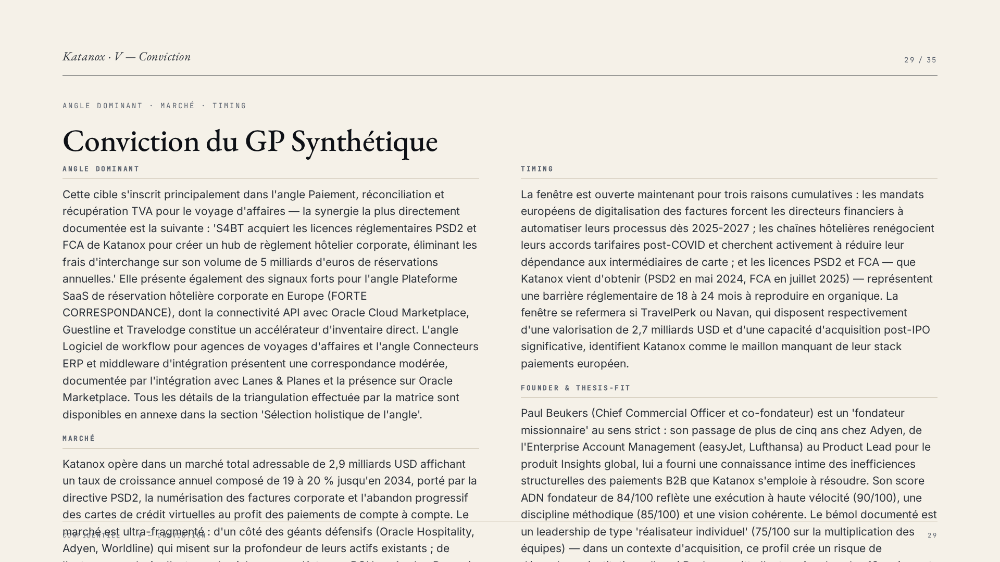 Katanox · V — Conviction
29 / 35
ANGLE DOMINANT · MARCHÉ · TIMING
Conviction du GP Synthétique
ANGLE DOMINANT
Cette cible s'inscrit principalement dans l'angle Paiement, réconciliation et
récupération TVA pour le voyage d'affaires — la synergie la plus directement
documentée est la suivante : 'S4BT acquiert les licences réglementaires PSD2 et
FCA de Katanox pour créer un hub de règlement hôtelier corporate, éliminant les
frais d'interchange sur son volume de 5 milliards d'euros de réservations
annuelles.' Elle présente également des signaux forts pour l'angle Plateforme
SaaS de réservation hôtelière corporate en Europe (FORTE
CORRESPONDANCE), dont la connectivité API avec Oracle Cloud Marketplace,
Guestline et Travelodge constitue un accélérateur d'inventaire direct. L'angle
Logiciel de workflow pour agences de voyages d'affaires et l'angle Connecteurs
ERP et middleware d'intégration présentent une correspondance modérée,
documentée par l'intégration avec Lanes & Planes et la présence sur Oracle
Marketplace. Tous les détails de la triangulation effectuée par la matrice sont
disponibles en annexe dans la section 'Sélection holistique de l'angle'.
MARCHÉ
Katanox opère dans un marché total adressable de 2,9 milliards USD affichant
un taux de croissance annuel composé de 19 à 20 % jusqu'en 2034, porté par la
directive PSD2, la numérisation des factures corporate et l'abandon progressif
des cartes de crédit virtuelles au profit des paiements de compte à compte. Le
marché est ultra-fragmenté : d'un côté des géants défensifs (Oracle Hospitality,
Adyen, Worldline) qui misent sur la profondeur de leurs actifs existants ; de
TIMING
La fenêtre est ouverte maintenant pour trois raisons cumulatives : les mandats
européens de digitalisation des factures forcent les directeurs financiers à
automatiser leurs processus dès 2025-2027 ; les chaînes hôtelières renégocient
leurs accords tarifaires post-COVID et cherchent activement à réduire leur
dépendance aux intermédiaires de carte ; et les licences PSD2 et FCA — que
Katanox vient d'obtenir (PSD2 en mai 2024, FCA en juillet 2025) — représentent
une barrière réglementaire de 18 à 24 mois à reproduire en organique. La
fenêtre se refermera si TravelPerk ou Navan, qui disposent respectivement
d'une valorisation de 2,7 milliards USD et d'une capacité d'acquisition post-IPO
significative, identifient Katanox comme le maillon manquant de leur stack
paiements européen.
FOUNDER & THESIS-FIT
Paul Beukers (Chief Commercial Officer et co-fondateur) est un 'fondateur
missionnaire' au sens strict : son passage de plus de cinq ans chez Adyen, de
l'Enterprise Account Management (easyJet, Lufthansa) au Product Lead pour le
produit Insights global, lui a fourni une connaissance intime des inefficiences
structurelles des paiements B2B que Katanox s'emploie à résoudre. Son score
ADN fondateur de 84/100 reflète une exécution à haute vélocité (90/100), une
discipline méthodique (85/100) et une vision cohérente. Le bémol documenté est
un leadership de type 'réalisateur individuel' (75/100 sur la multiplication des
équipes) — dans un contexte d'acquisition, ce profil crée un risque de
CONFIDENTIEL · V — CONVICTION
29